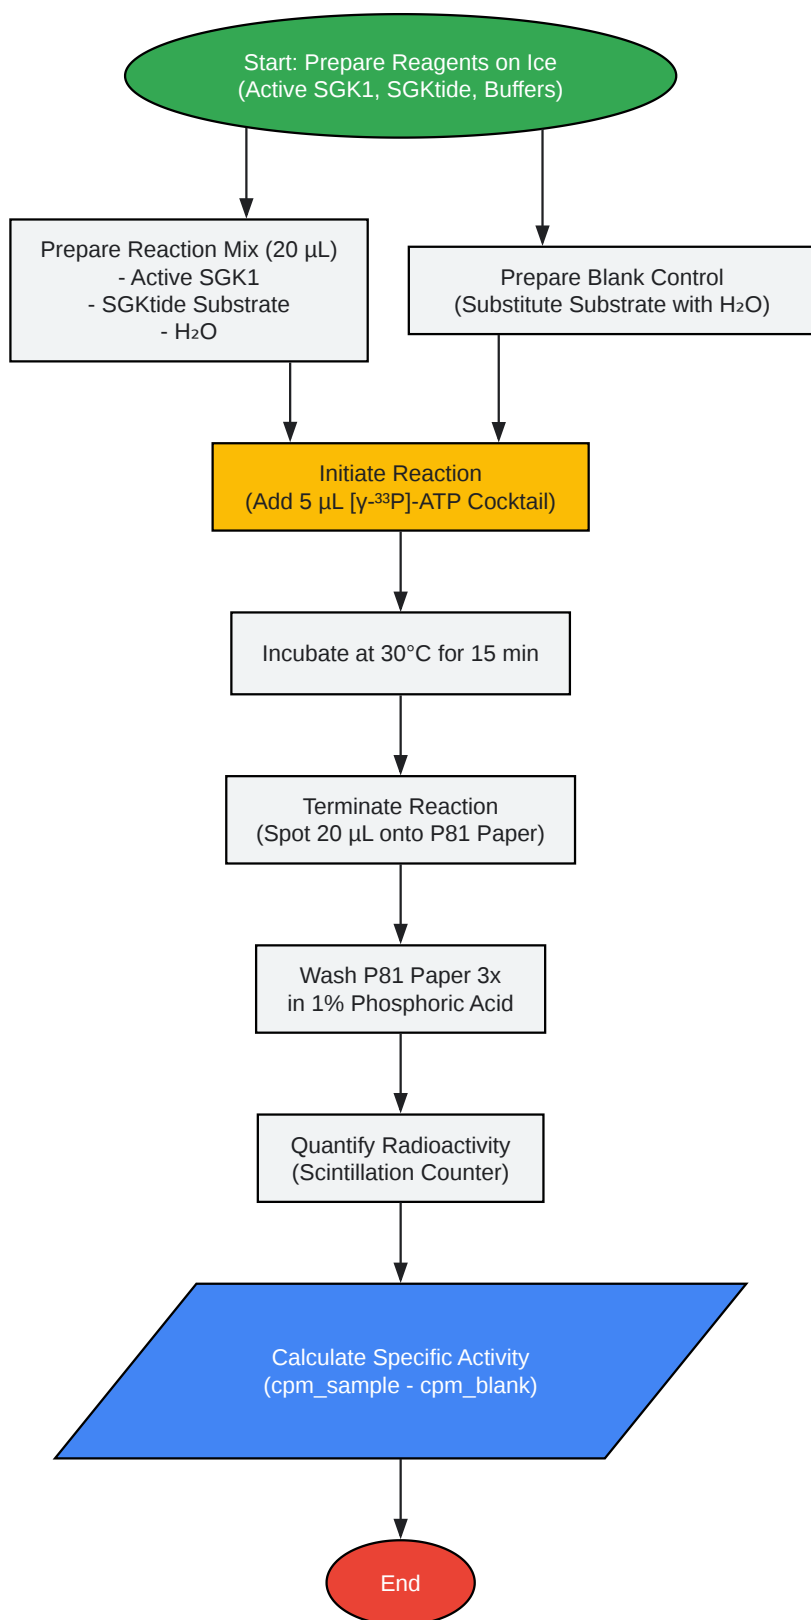 Start: Prepare Reagents on Ice
(Active SGK1, SGKtide, Buffers)
Prepare Reaction Mix (20 µL)
- Active SGK1
- SGKtide Substrate
- H₂O
Prepare Blank Control
(Substitute Substrate with H₂O)
Initiate Reaction
(Add 5 µL [γ-³³P]-ATP Cocktail)
Incubate at 30°C for 15 min
Terminate Reaction
(Spot 20 µL onto P81 Paper)
Wash P81 Paper 3x
in 1% Phosphoric Acid
Quantify Radioactivity
(Scintillation Counter)
Calculate Specific Activity
(cpm_sample - cpm_blank)
End